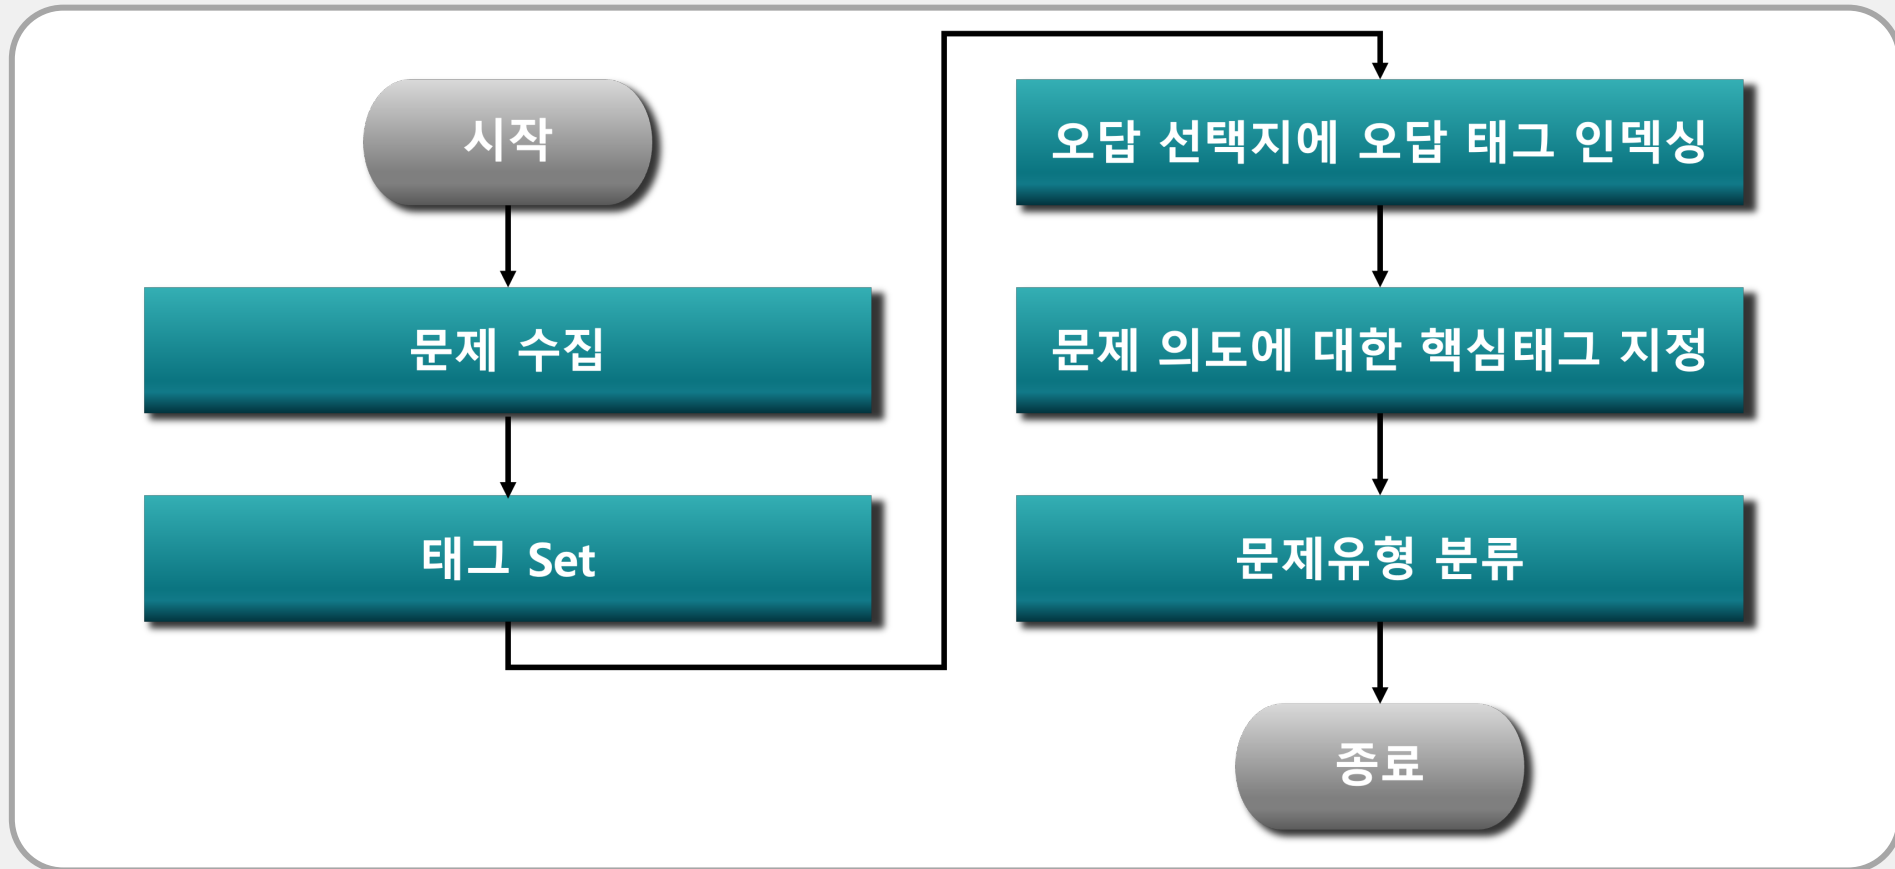 시작
문제 수집
태그 Set
오답 선택지에 오답 태그 인덱싱
문제 의도에 대한 핵심태그 지정
문제유형 분류
종료